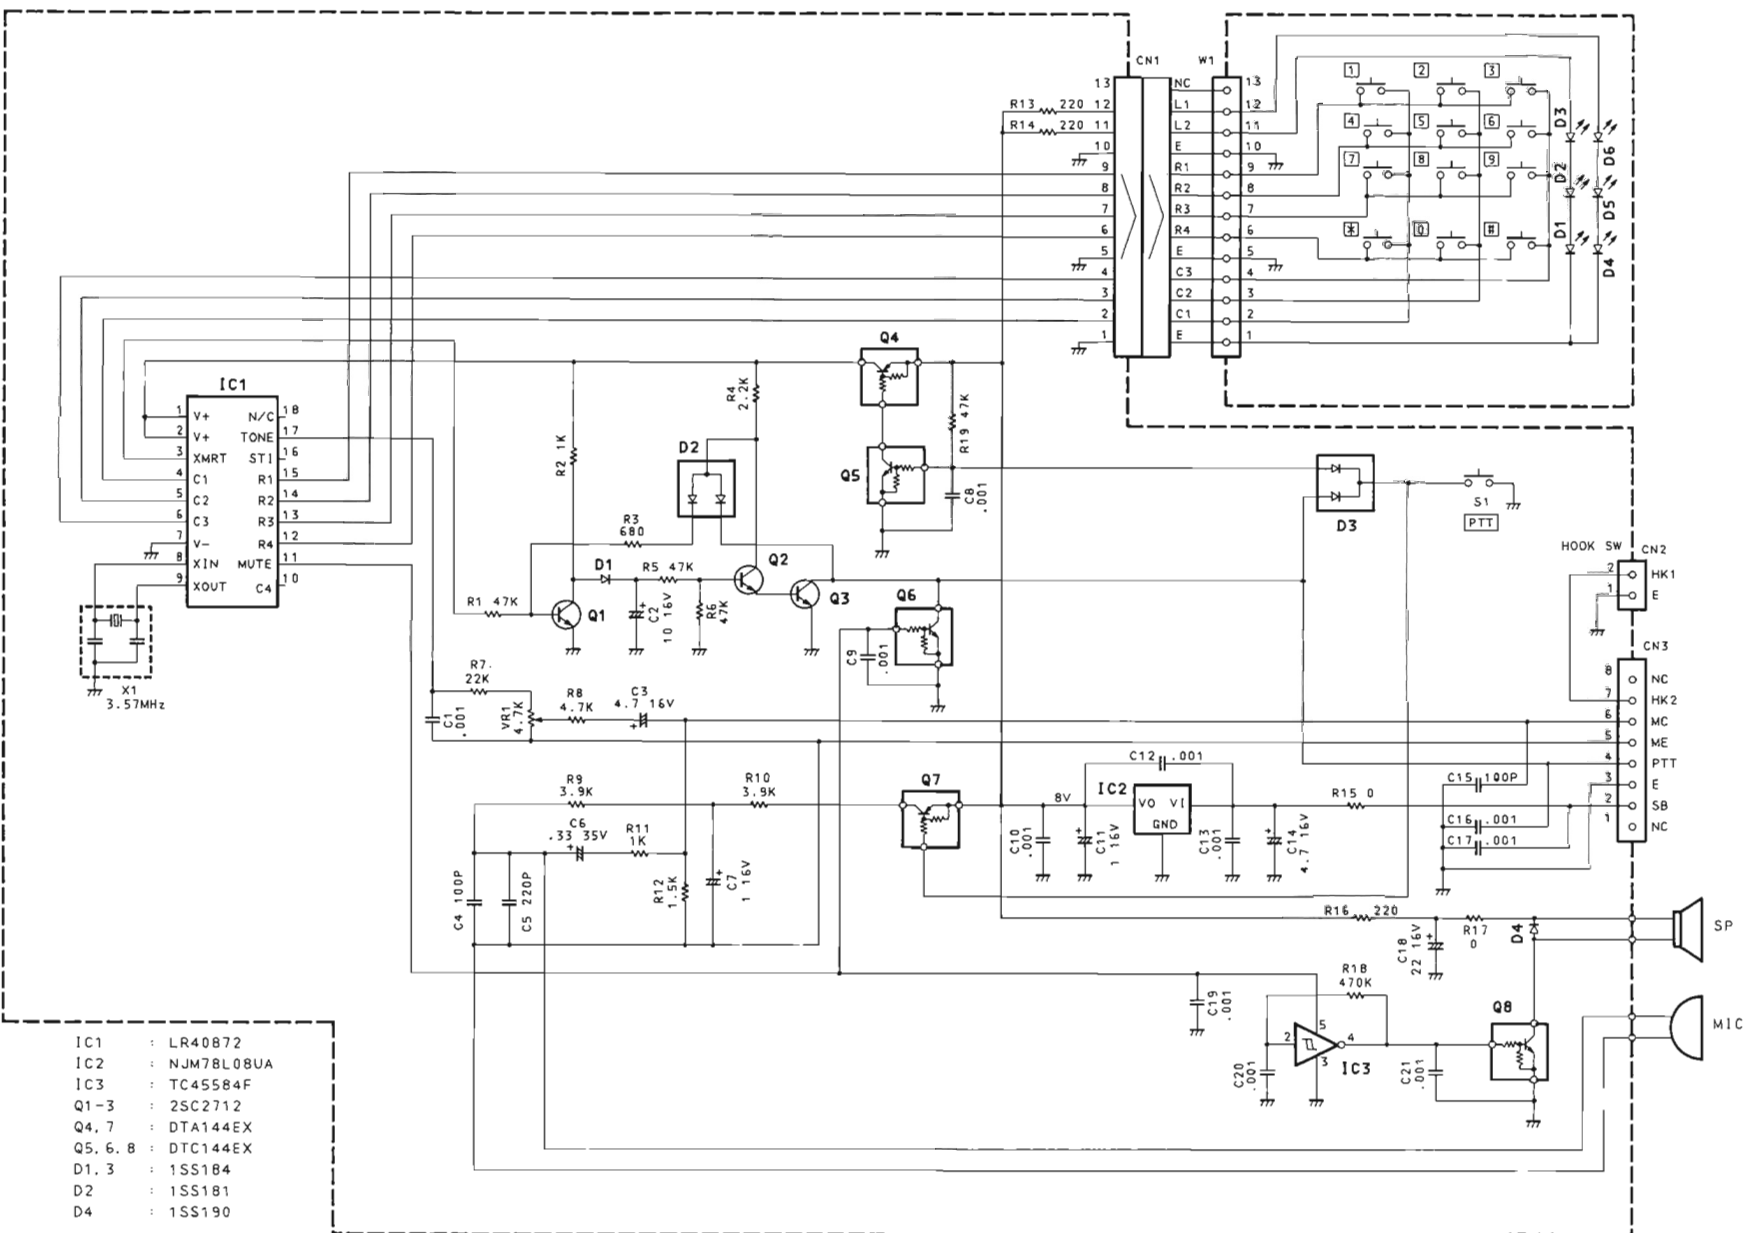 CN1
W1
13 NC 13
R13 220 12 L1 12
R14 220 11 L2 11
10 E 10
9 R1 9
8 R2 8
7 R3 7
6 R4 6
5 E 5
4 C3 4
3 C2 3
2 C1 2
1 E 1
1 2 3
4 5 6
7 8 9
* 0 #
D3
D6
D2
D5
D1
D4
IC1
1 V+ N/C 18
2 V+ TONE 17
3 XMRT STI 16
4 C1 R1 15
5 C2 R2 14
6 C3 R3 13
7 V- R4 12
8 XIN MUTE 11
9 XOUT C4 10
X1
3.57MHz
R2 1K
R4
2.2K
Q4
R19 47K
D2
Q5
C8
.001
D3
S1
PTT
R3
680
D1
R5 47K
Q2
R1 47K
Q1
C2
10 16V
R6
47K
Q3
Q6
C9
.001
HOOK SW
CN2
2 HK1
1 E
CN3
8 NC
7 HK2
6 MC
5 ME
4 PTT
3 E
2 SB
1 NC
R7.
22K
C1
.001
VR1
4.7K
R8
4.7K
C3
4.7 16V
R9
3.9K
R10
3.9K
Q7
C12 .001
IC2
VO VI
GND
8V
R15 0
C15 100P
C16 .001
C17 .001
C6
.33 35V
R11
1K
C10
.001
C11
1 16V
C13
.001
C14
4.7 16V
C4 100P
C5 220P
R12
1.5K
C7
1 16V
R16 220
C18
22 16V
R17
0
D4
SP
R18
470K
C19
.001
Q8
MIC
2 5 4 3
IC3
C20
.001
C21
.001
IC1 : LR40872
IC2 : NJM78L08UA
IC3 : TC45584F
Q1-3 : 2SC2712
Q4, 7 : DTA144EX
Q5, 6, 8 : DTC144EX
D1, 3 : 1SS184
D2 : 1SS181
D4 : 1SS190